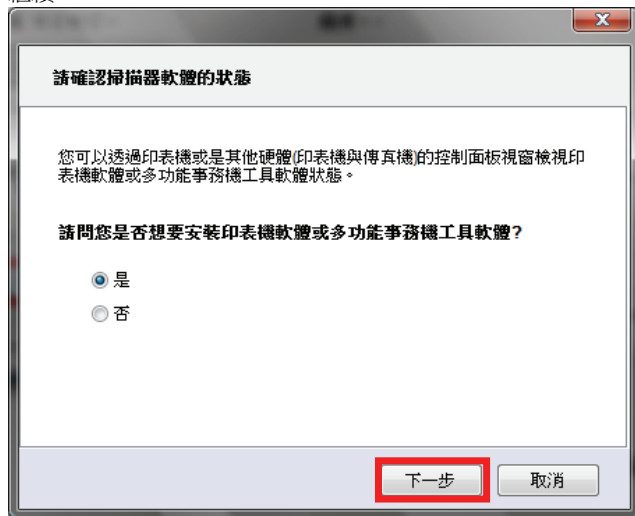 請確認掃描器軟體的狀態
您可以透過印表機或是其他硬體(印表機與傳真機)的控制面板視窗檢視印
表機軟體或多功能事務機工具軟體狀態。
請問您是否想要安裝印表機軟體或多功能事務機工具軟體?
是
否
下一步
取消